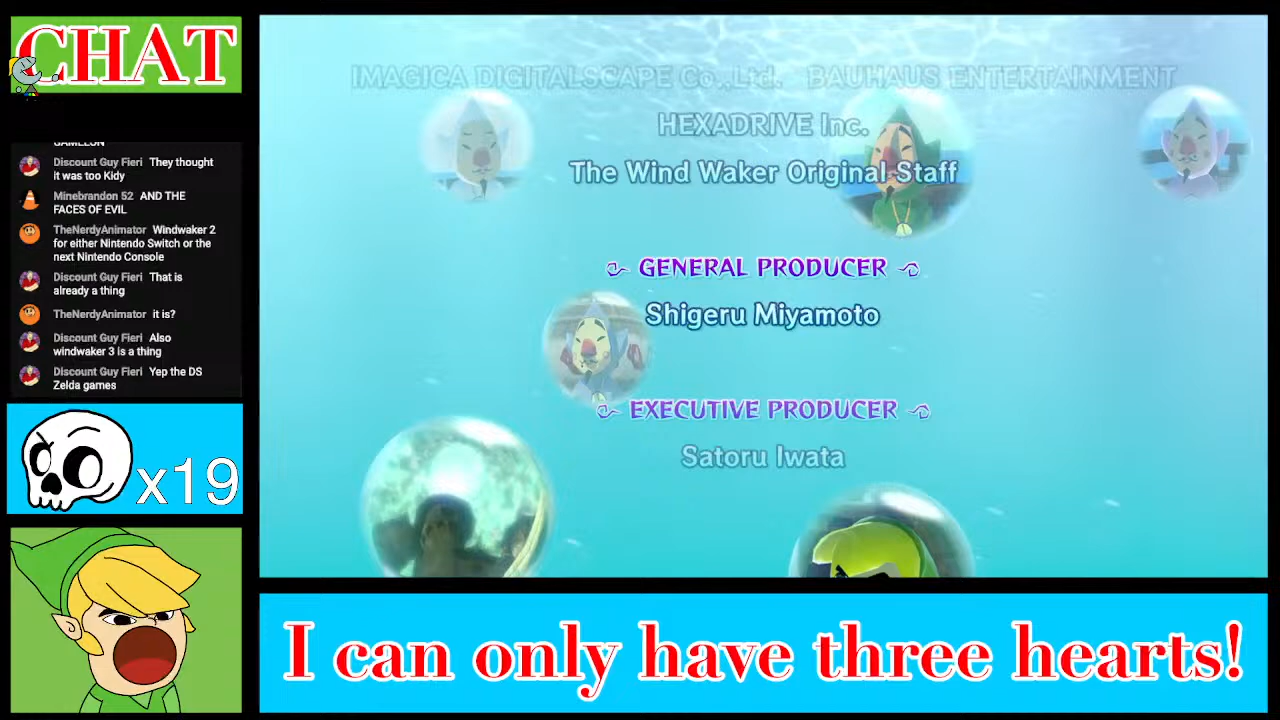 CHAT
GAMELON
Discount Guy Fieri They thought
it was too Kidy
Minebrandon 52 AND THE
FACES OF EVIL
TheNerdyAnimator Windwaker 2
for either Nintendo Switch or the
next Nintendo Console
Discount Guy Fieri That is
already a thing
TheNerdyAnimator it is?
Discount Guy Fieri Also
windwaker 3 is a thing
Discount Guy Fieri Yep the DS
Zelda games
x19
IMAGICA DIGITALSCAPE Co., Ltd. BAUHAUS ENTERTAINMENT
HEXADRIVE Inc.
The Wind Waker Original Staff
GENERAL PRODUCER
Shigeru Miyamoto
EXECUTIVE PRODUCER
Satoru Iwata
I can only have three hearts!